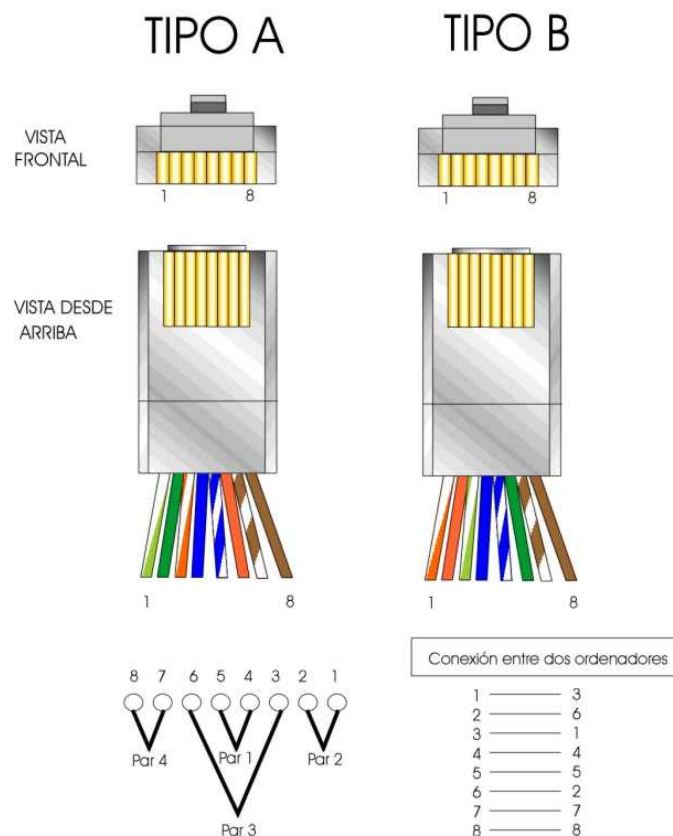 TIPO A
TIPO B
VISTA
FRONTAL
1 8
1 8
VISTA DESDE
ARRIBA
1 8
1 8
8 7 6 5 4 3 2 1
Par 4
Par 1
Par 2
Par 3
Conexión entre dos ordenadores
1 3
2 6
3 1
4 4
5 5
6 2
7 7
8 8